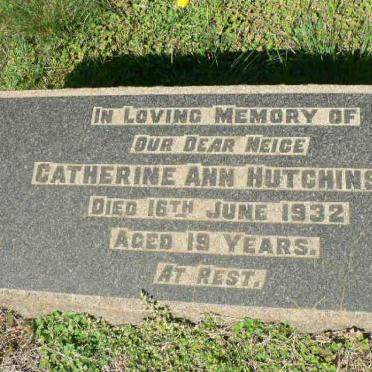 IN LOVING MEMORY OF
OUR DEAR NEICE
CATHERINE ANN HUTCHINS
DIED 16TH JUNE 1932
AGED 19 YEARS.
AT REST.